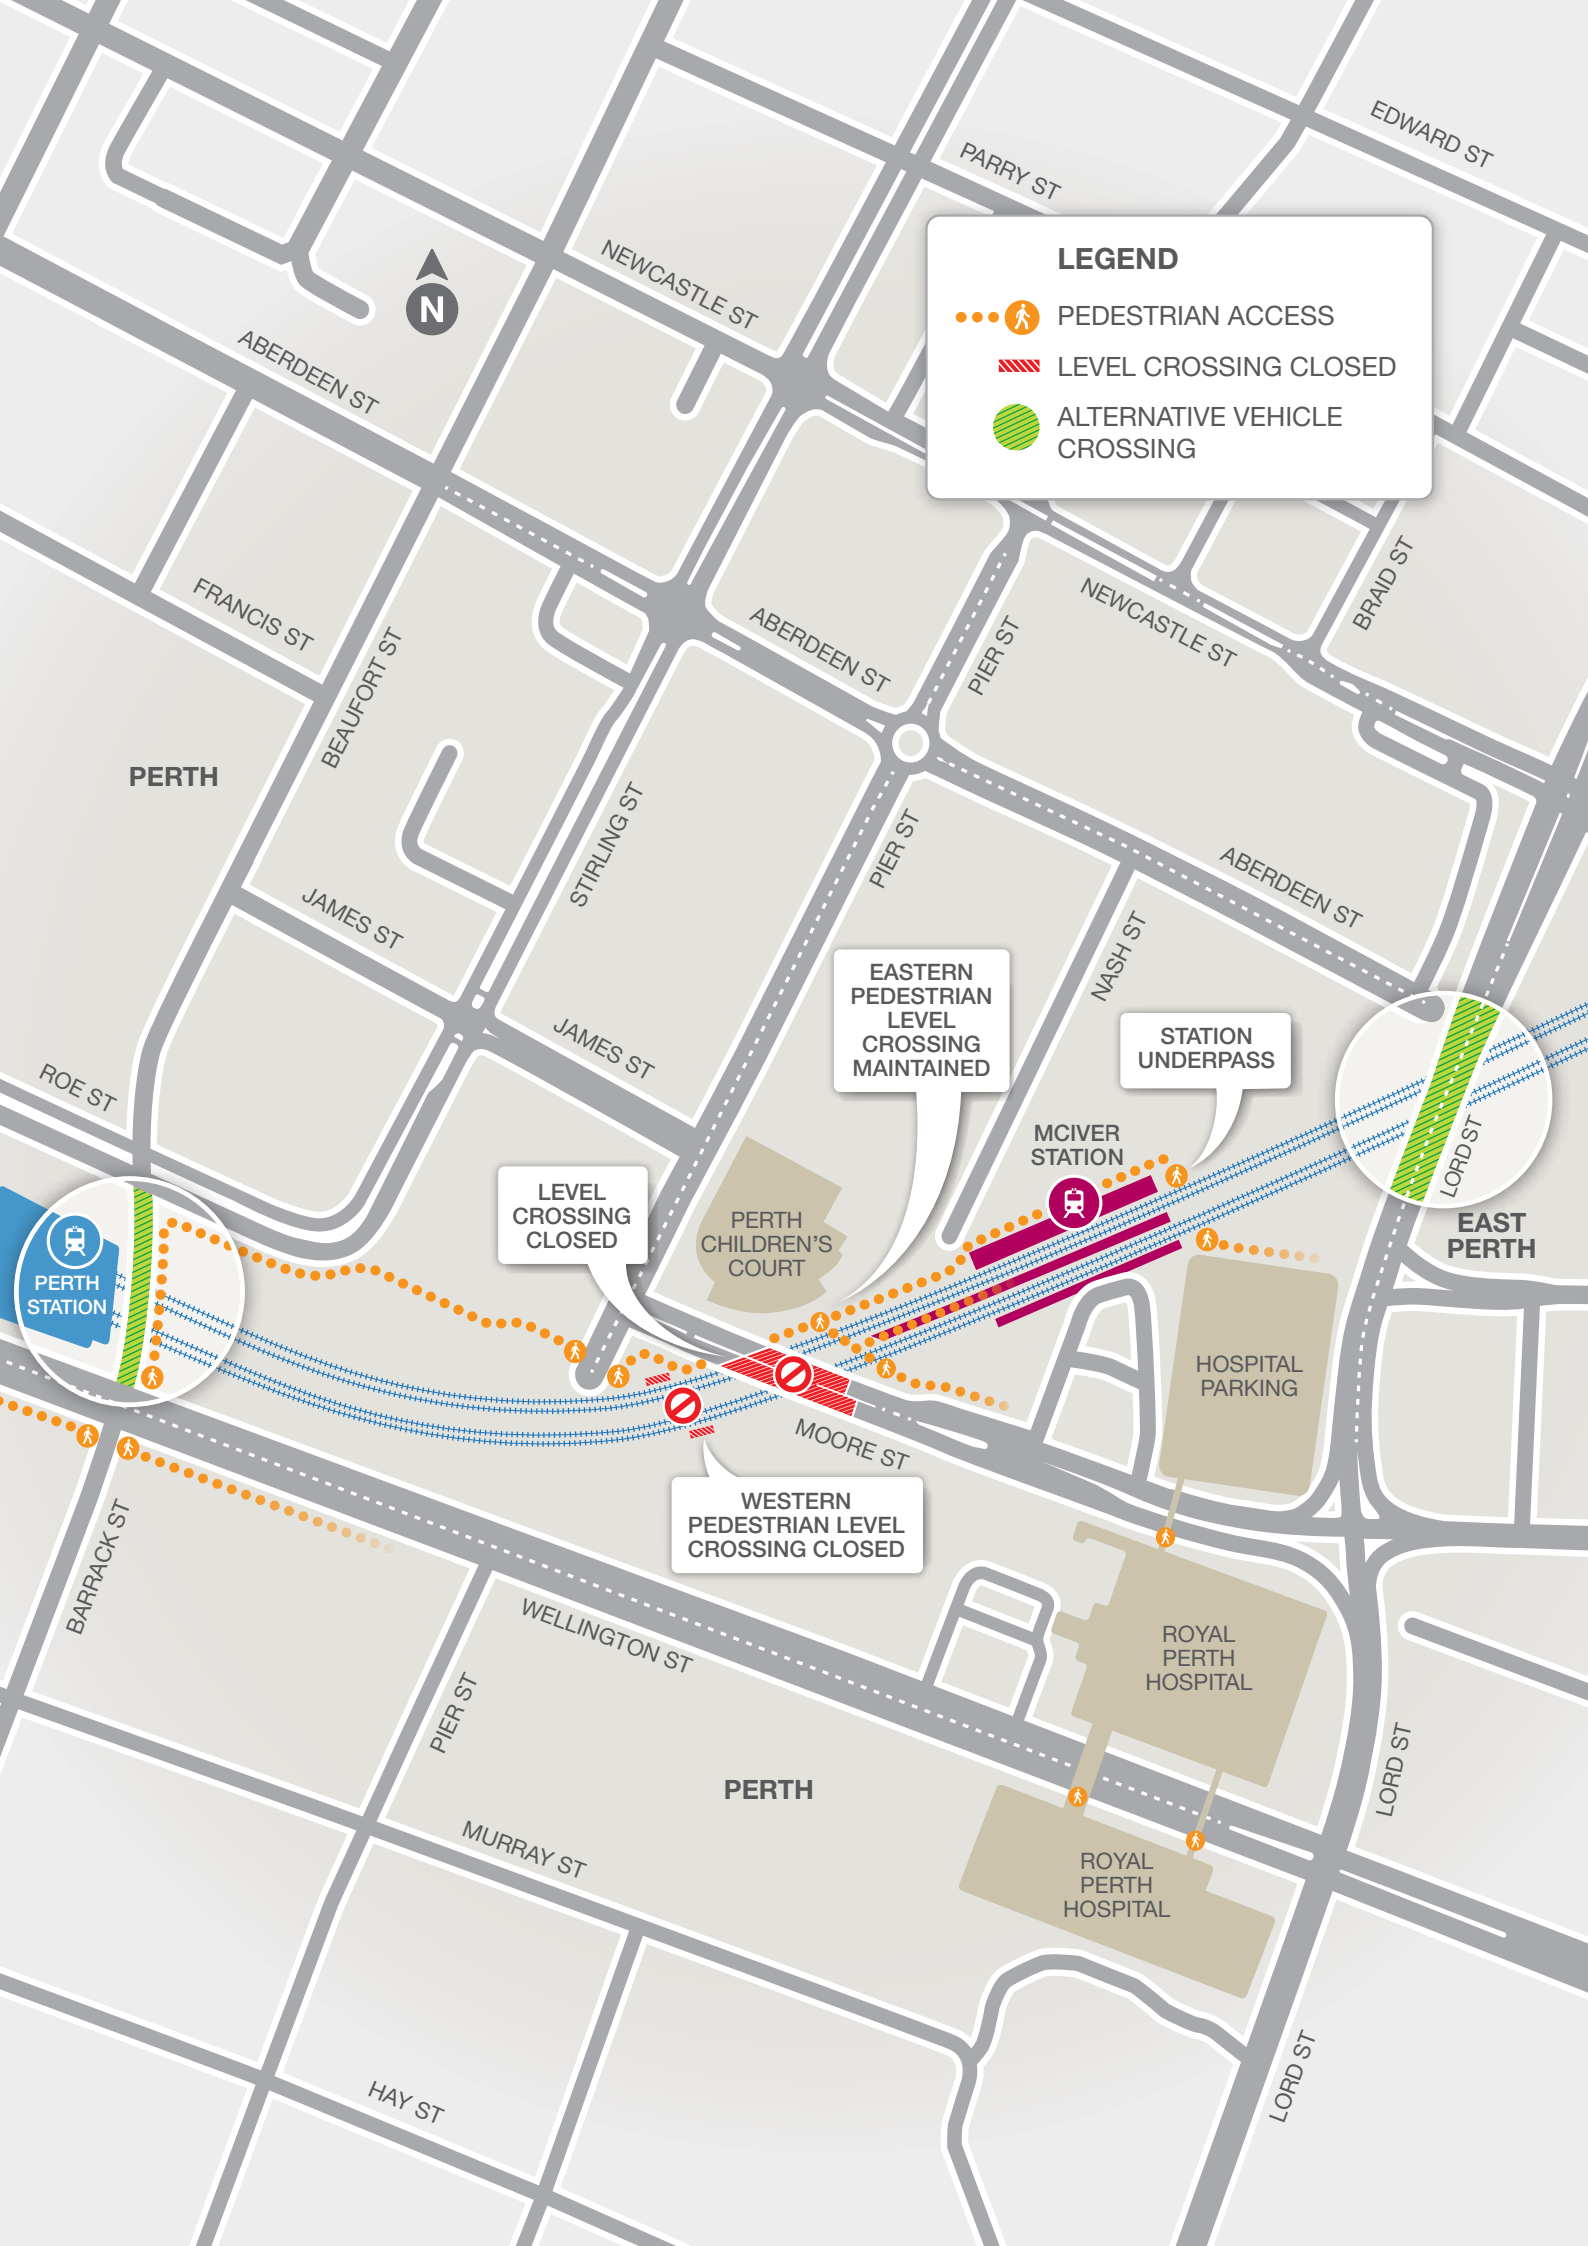 EDWARD ST
PARRY ST
LEGEND
PEDESTRIAN ACCESS
LEVEL CROSSING CLOSED
ALTERNATIVE VEHICLE
CROSSING
NEWCASTLE ST
N
ABERDEEN ST
FRANCIS ST
BEAUFORT ST
ABERDEEN ST
PIER ST
NEWCASTLE ST
BRAID ST
PERTH
STIRLING ST
PIER ST
ABERDEEN ST
JAMES ST
NASH ST
EASTERN
PEDESTRIAN
LEVEL
CROSSING
MAINTAINED
STATION
UNDERPASS
JAMES ST
ROE ST
MCIVER
STATION
LORD ST
LEVEL
CROSSING
CLOSED
PERTH
CHILDREN'S
COURT
EAST
PERTH
PERTH
STATION
HOSPITAL
PARKING
MOORE ST
WESTERN
PEDESTRIAN LEVEL
CROSSING CLOSED
BARRACK ST
WELLINGTON ST
ROYAL
PERTH
HOSPITAL
PIER ST
LORD ST
PERTH
MURRAY ST
ROYAL
PERTH
HOSPITAL
LORD ST
HAY ST